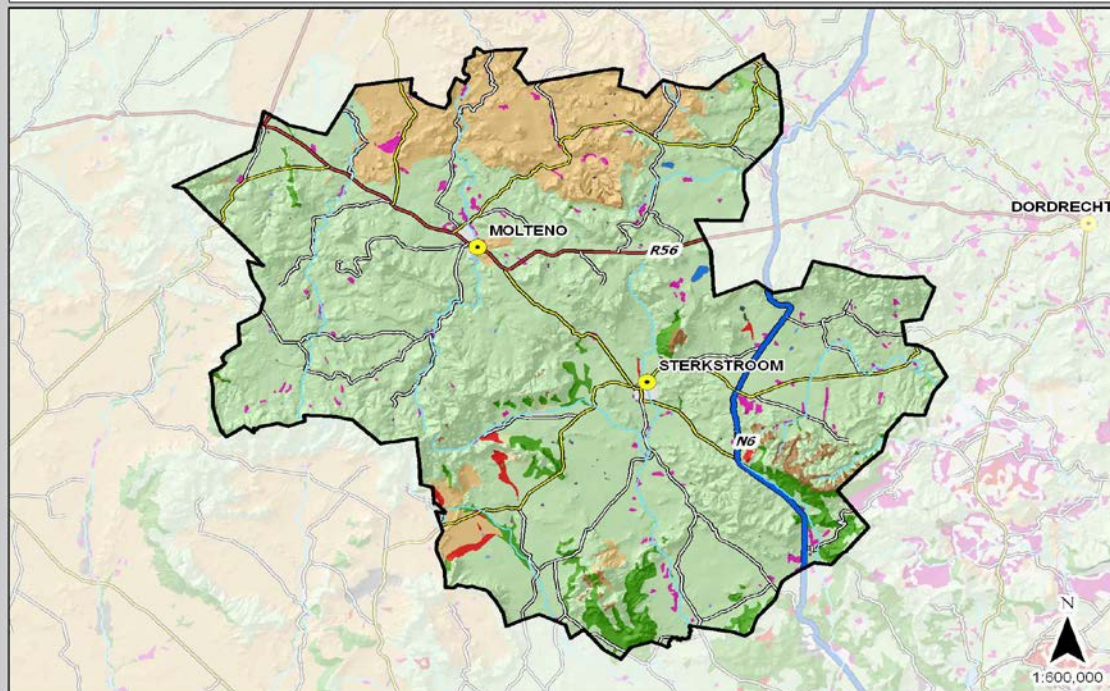 DORDRECHT
MOLTENO
R56
STERKSTROOM
N6
N
1:600,000